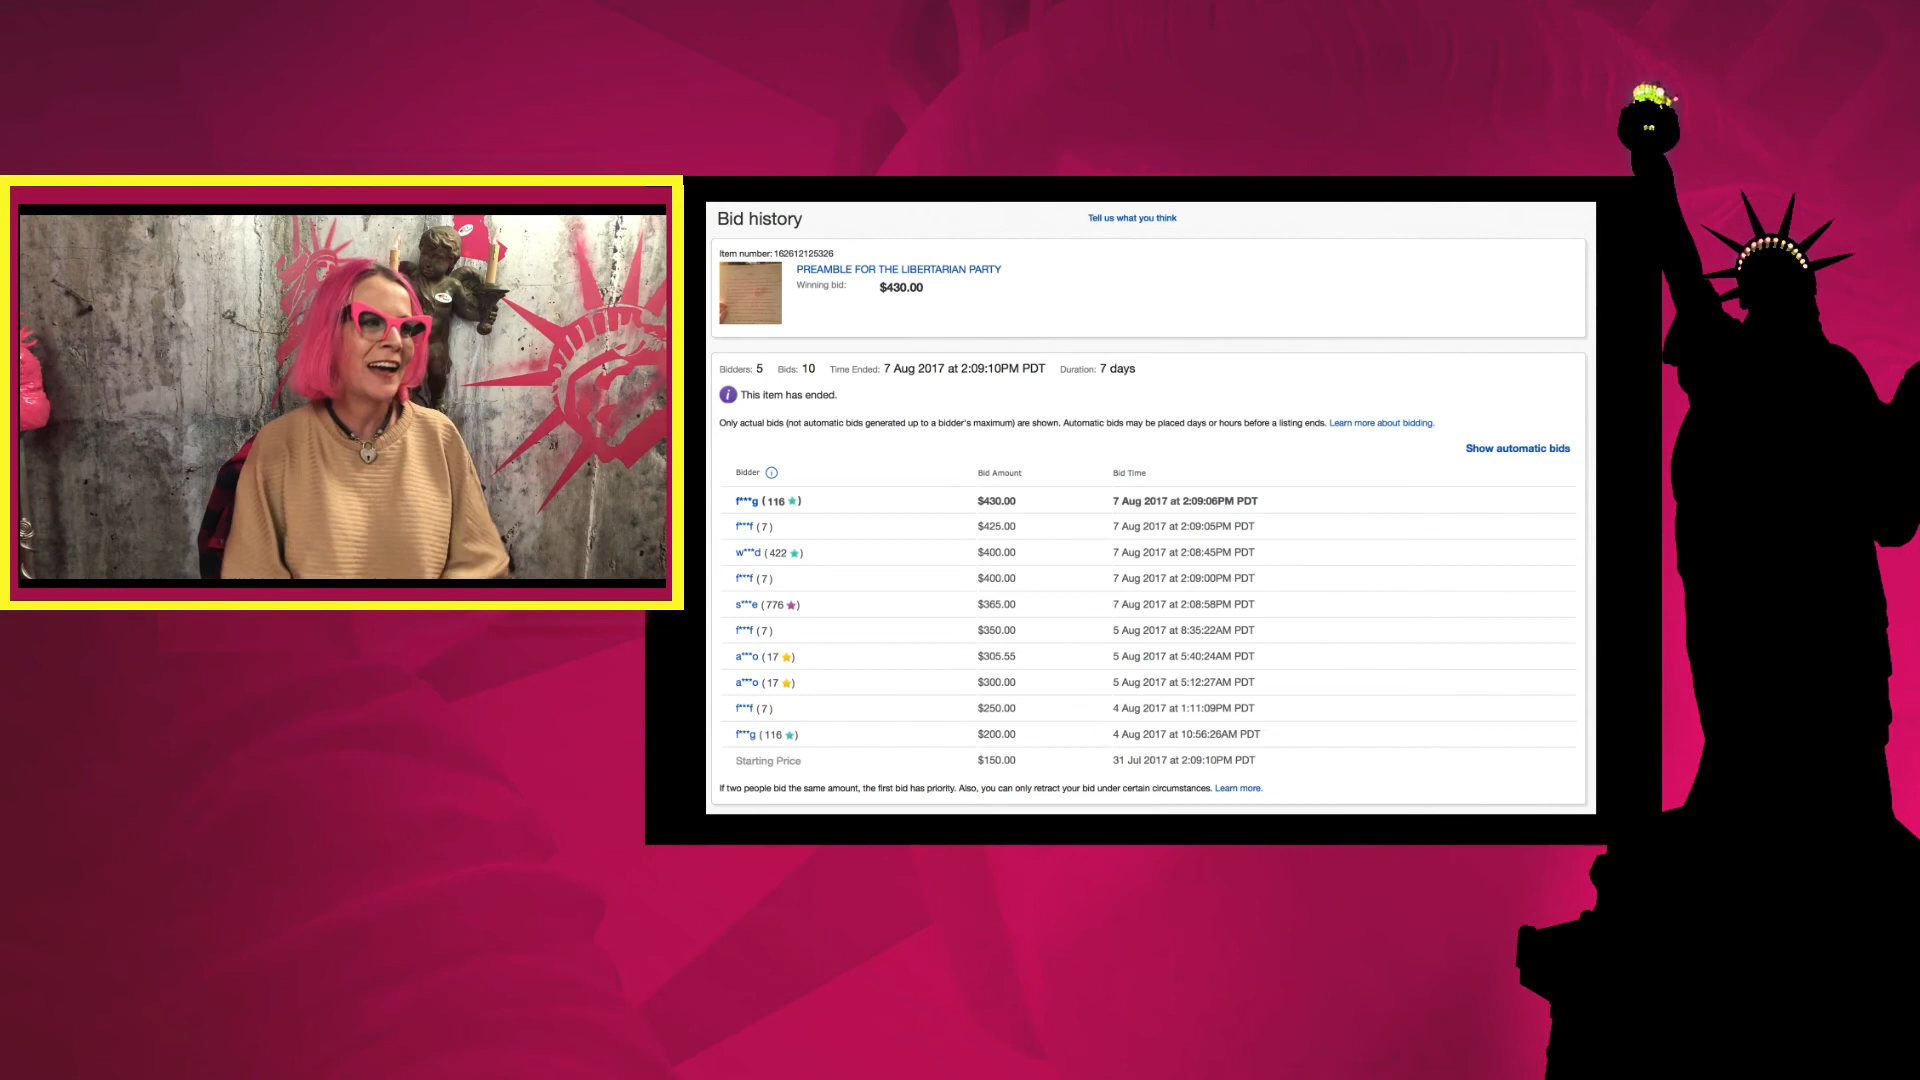 Bid history
Tell us what you think
Item number: 162612125326
PREAMBLE FOR THE LIBERTARIAN PARTY
Winning bid: $430.00
Bidders: 5 Bids: 10 Time Ended: 7 Aug 2017 at 2:09:10PM PDT Duration: 7 days
i This item has ended.
Only actual bids (not automatic bids generated up to a bidder's maximum) are shown. Automatic bids may be placed days or hours before a listing ends. Learn more about bidding.
Show automatic bids
Bidder i Bid Amount Bid Time
f***g ( 116 ★) $430.00 7 Aug 2017 at 2:09:06PM PDT
f***f ( 7 ) $425.00 7 Aug 2017 at 2:09:05PM PDT
w***d ( 422 ★) $400.00 7 Aug 2017 at 2:08:45PM PDT
f***f ( 7 ) $400.00 7 Aug 2017 at 2:09:00PM PDT
s***e ( 776 ★) $365.00 7 Aug 2017 at 2:08:58PM PDT
f***f ( 7 ) $350.00 5 Aug 2017 at 8:35:22AM PDT
a***o ( 17 ★) $305.55 5 Aug 2017 at 5:40:24AM PDT
a***o ( 17 ★) $300.00 5 Aug 2017 at 5:12:27AM PDT
f***f ( 7 ) $250.00 4 Aug 2017 at 1:11:09PM PDT
f***g ( 116 ★) $200.00 4 Aug 2017 at 10:56:26AM PDT
Starting Price $150.00 31 Jul 2017 at 2:09:10PM PDT
If two people bid the same amount, the first bid has priority. Also, you can only retract your bid under certain circumstances. Learn more.